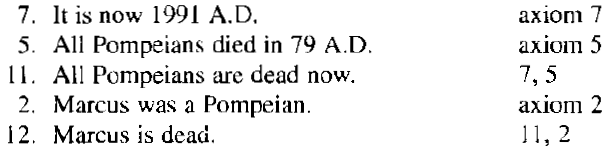 7. It is now 1991 A.D. axiom 7
5. All Pompeians died in 79 A.D. axiom 5
11. All Pompeians are dead now. 7, 5
2. Marcus was a Pompeian. axiom 2
12. Marcus is dead. 11, 2